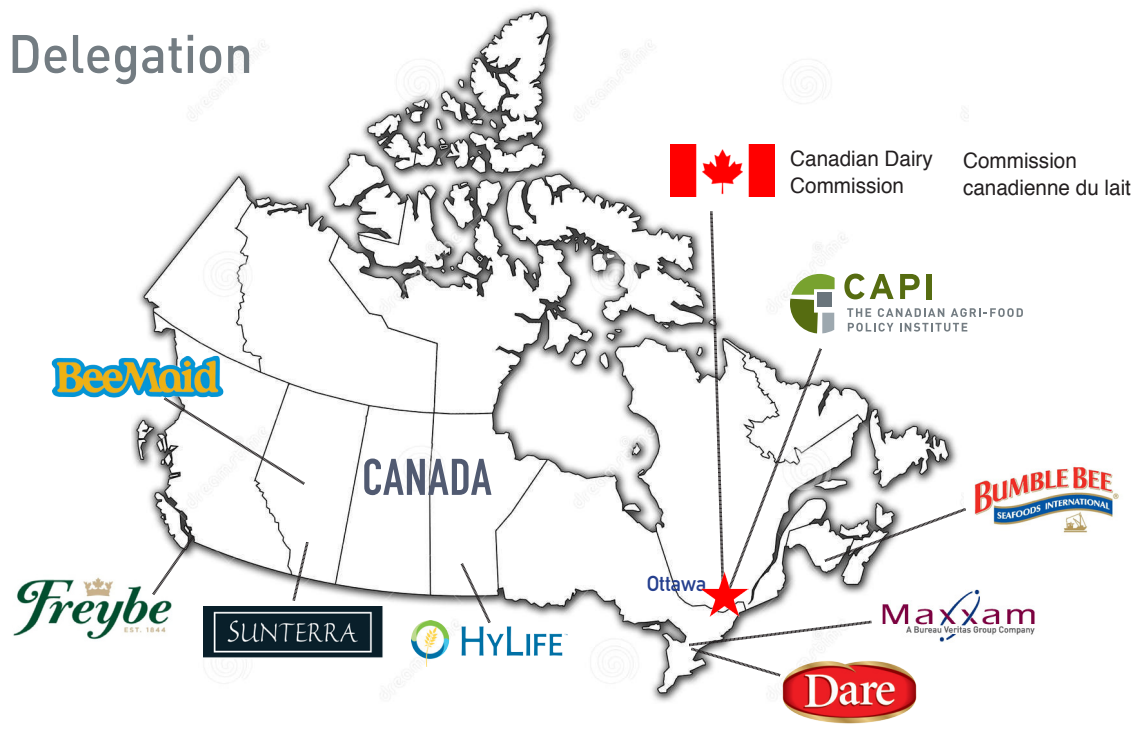 Delegation
Canadian Dairy
Commission
Commission
canadienne du lait
CAPI
THE CANADIAN AGRI-FOOD
POLICY INSTITUTE
BeeMaid
CANADA
BUMBLE BEE®
SEAFOODS INTERNATIONAL
Ottawa
Freybe
EST. 1844
SUNTERRA
HYLIFE
Maxxam
A Bureau Veritas Group Company
Dare